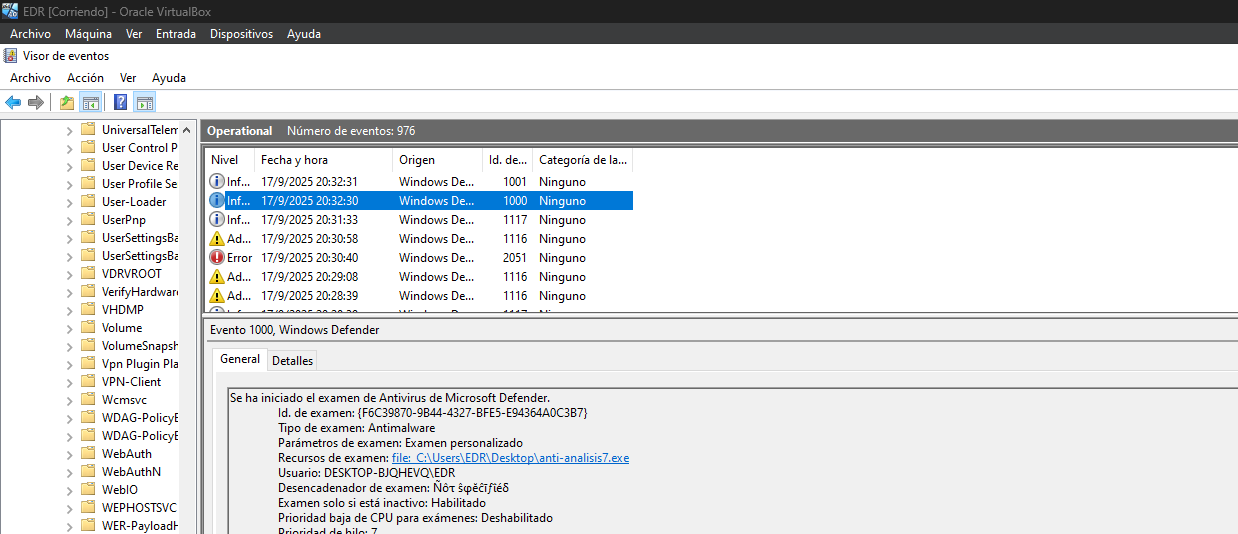 EDR [Corriendo] - Oracle VirtualBox
Archivo Máquina Ver Entrada Dispositivos Ayuda
Visor de eventos
Archivo Acción Ver Ayuda
UniversalTelem
User Control P
User Device Re
User Profile Se
User-Loader
UserPnp
UserSettingsBa
UserSettingsBa
VDRVROOT
VerifyHardware
VHDMP
Volume
VolumeSnapsh
Vpn Plugin Pla
VPN-Client
Wcmsvc
WDAG-PolicyE
WDAG-PolicyE
WebAuth
WebAuthN
WebIO
WEPHOSTSVC
WER-PayloadH
Operational Número de eventos: 976
Nivel Fecha y hora Origen Id. de... Categoría de la...
Inf... 17/9/2025 20:32:31 Windows De... 1001 Ninguno
Inf... 17/9/2025 20:32:30 Windows De... 1000 Ninguno
Inf... 17/9/2025 20:31:33 Windows De... 1117 Ninguno
Ad... 17/9/2025 20:30:58 Windows De... 1116 Ninguno
Error 17/9/2025 20:30:40 Windows De... 2051 Ninguno
Ad... 17/9/2025 20:29:08 Windows De... 1116 Ninguno
Ad... 17/9/2025 20:28:39 Windows De... 1116 Ninguno
Evento 1000, Windows Defender
General Detalles
Se ha iniciado el examen de Antivirus de Microsoft Defender.
Id. de examen: {F6C39870-9B44-4327-BFE5-E94364A0C3B7}
Tipo de examen: Antimalware
Parámetros de examen: Examen personalizado
Recursos de examen: file:_C:\Users\EDR\Desktop\anti-analisis7.exe
Usuario: DESKTOP-BJQHEVQ\EDR
Desencadenador de examen: Ñôτ ŝφěĉĩƒĩéδ
Examen solo si está inactivo: Habilitado
Prioridad baja de CPU para exámenes: Deshabilitado
Prioridad de hilo: 7